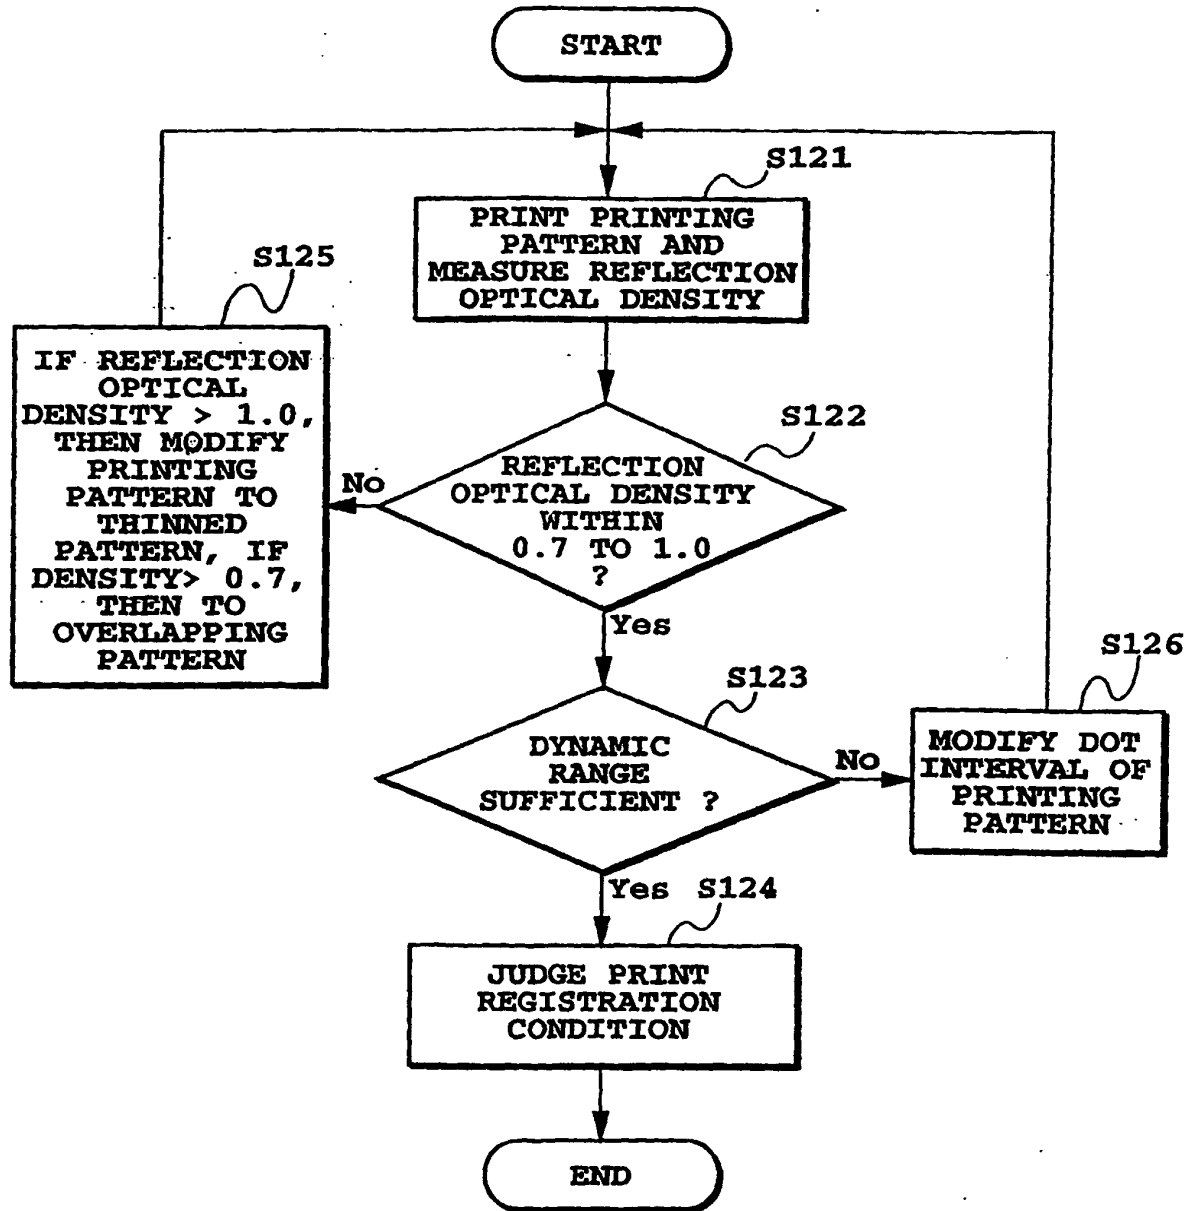 START
S121
PRINT PRINTING
PATTERN AND
MEASURE REFLECTION
OPTICAL DENSITY
S125
IF REFLECTION
OPTICAL
DENSITY > 1.0,
THEN MODIFY
PRINTING
PATTERN TO
THINNED
PATTERN, IF
DENSITY> 0.7,
THEN TO
OVERLAPPING
PATTERN
S122
REFLECTION
OPTICAL DENSITY
WITHIN
0.7 TO 1.0
?
No
Yes
S123
DYNAMIC
RANGE
SUFFICIENT ?
No
S126
MODIFY DOT
INTERVAL OF
PRINTING
PATTERN
Yes
S124
JUDGE PRINT
REGISTRATION
CONDITION
END